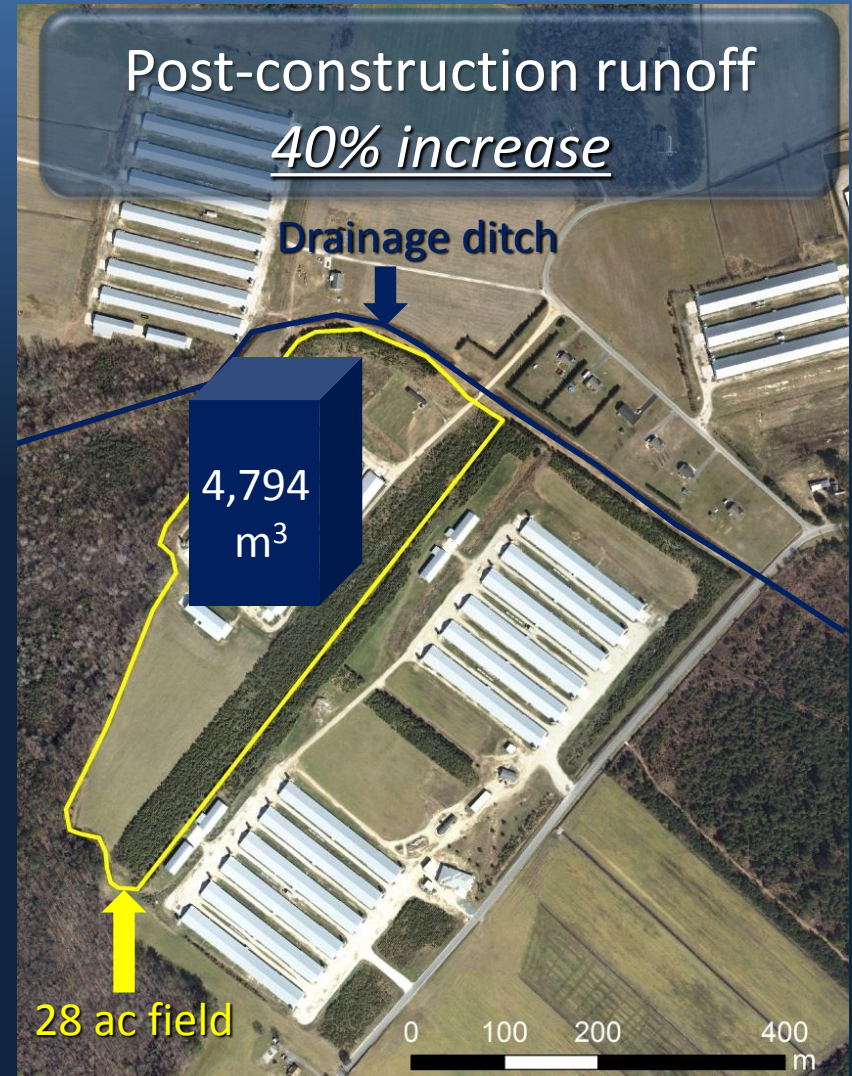 Post-construction runoff
40% increase
Drainage ditch
4,794
m³
28 ac field
0 100 200 400
m